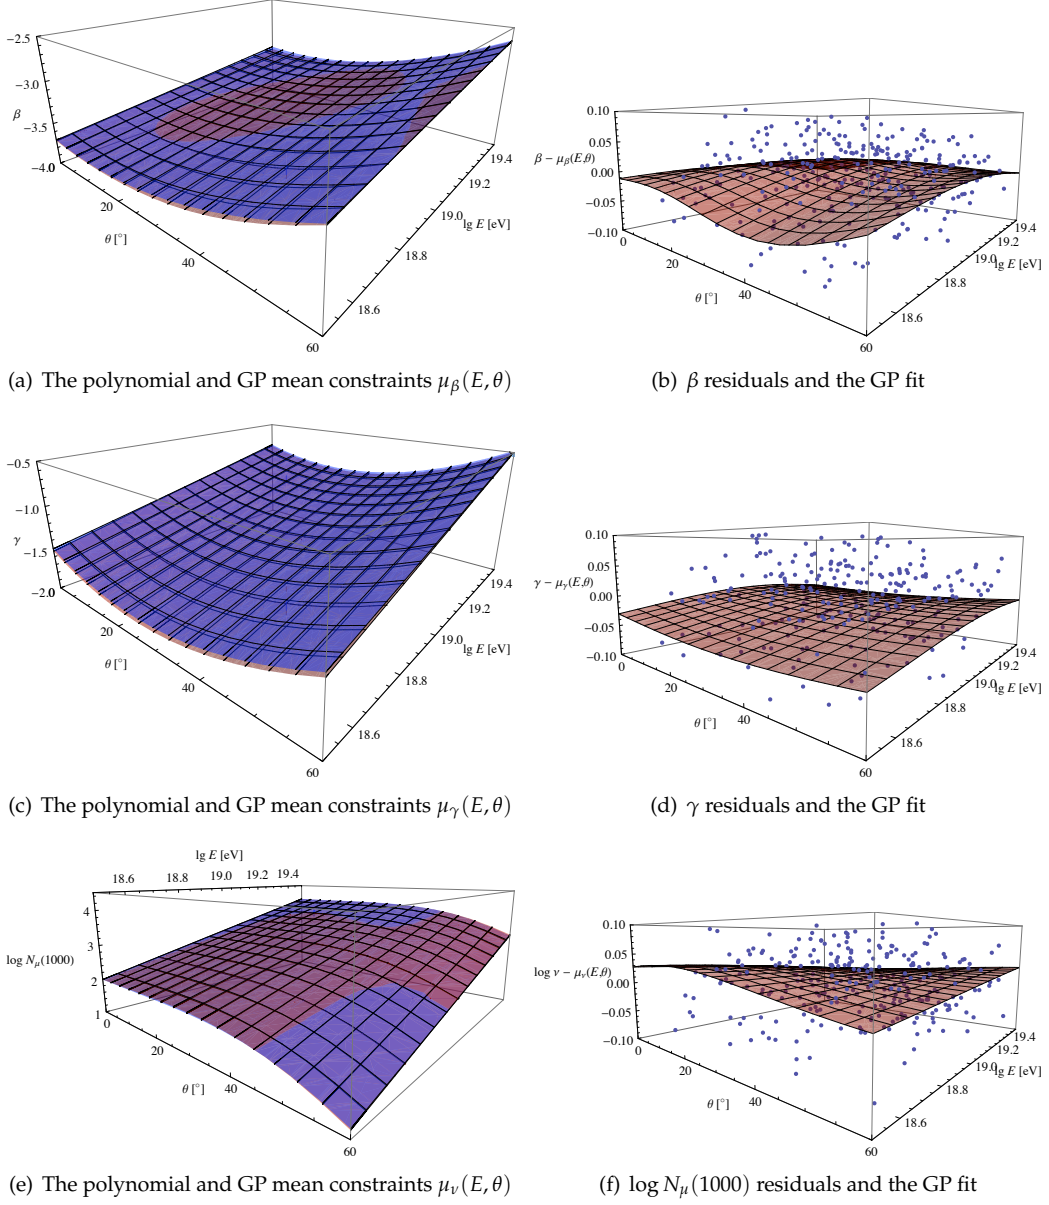 −2.5
−3.0
β
−3.5
−4.0
20
θ [°]
40
60
18.6
18.8
19.0
lg E [eV]
19.2
19.4
(a) The polynomial and GP mean constraints μβ(E, θ)
0.10
0.05
β − μβ(E,θ)
0.00
−0.05
−0.10
0
20
θ [°]
40
60
18.6
18.8
19.0
lg E [eV]
19.2
19.4
(b) β residuals and the GP fit
−0.5
−1.0
γ
−1.5
−2.0
20
θ [°]
40
60
18.6
18.8
19.0
lg E [eV]
19.2
19.4
(c) The polynomial and GP mean constraints μγ(E, θ)
0.10
0.05
γ − μγ(E,θ)
0.00
−0.05
−0.10
0
20
θ [°]
40
60
18.6
18.8
19.0
lg E [eV]
19.2
19.4
(d) γ residuals and the GP fit
lg E [eV]
18.6 18.8 19.0 19.2 19.4
4
3
log Nμ(1000)
2
1
0
20
θ [°]
40
60
(e) The polynomial and GP mean constraints μν(E, θ)
0.10
0.05
log ν − μν(E,θ)
0.00
−0.05
−0.10
0
20
θ [°]
40
60
18.6
18.8
19.0
lg E [eV]
19.2
19.4
(f) log Nμ(1000) residuals and the GP fit